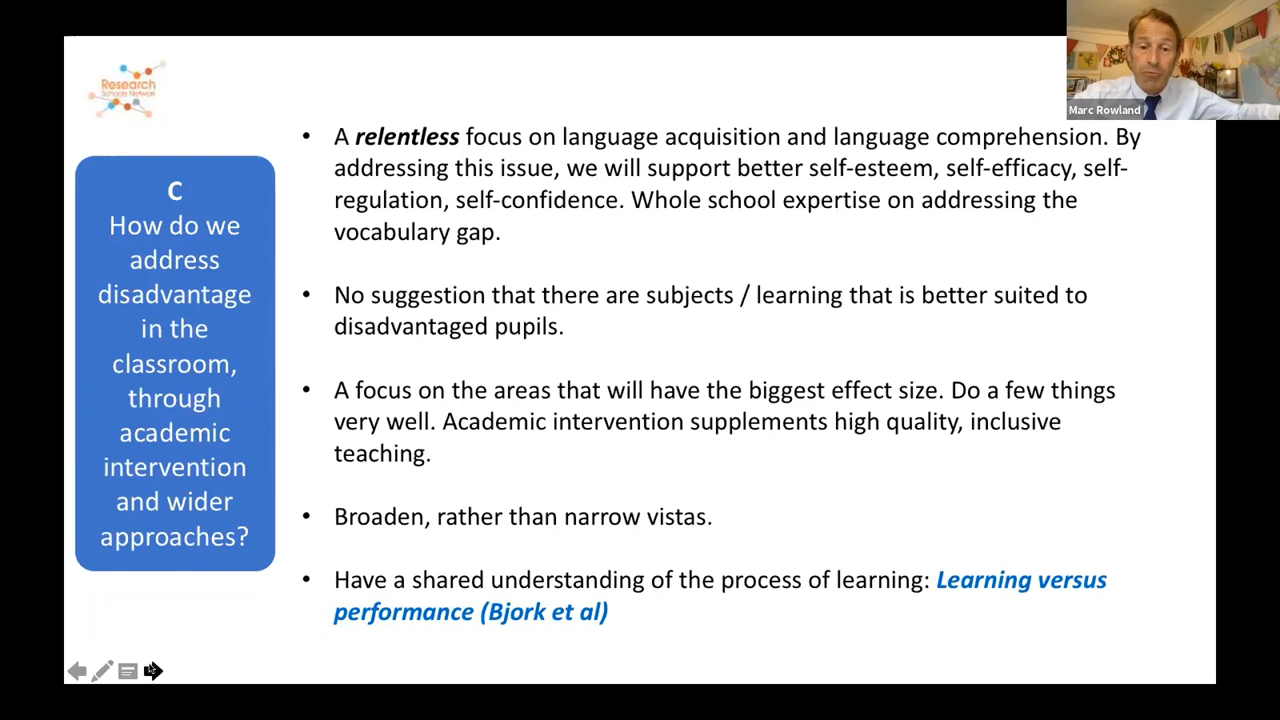 Research
Schools Network
Marc Rowland
C
How do we
address
disadvantage
in the
classroom,
through
academic
intervention
and wider
approaches?
• A relentless focus on language acquisition and language comprehension. By
addressing this issue, we will support better self-esteem, self-efficacy, self-
regulation, self-confidence. Whole school expertise on addressing the
vocabulary gap.
• No suggestion that there are subjects / learning that is better suited to
disadvantaged pupils.
• A focus on the areas that will have the biggest effect size. Do a few things
very well. Academic intervention supplements high quality, inclusive
teaching.
• Broaden, rather than narrow vistas.
• Have a shared understanding of the process of learning: Learning versus
performance (Bjork et al)